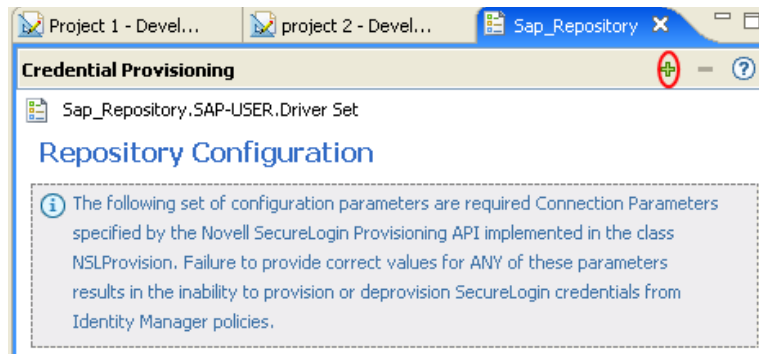 Project 1 - Devel... project 2 - Devel... Sap_Repository
Credential Provisioning
Sap_Repository.SAP-USER.Driver Set
Repository Configuration
The following set of configuration parameters are required Connection Parameters
specified by the Novell SecureLogin Provisioning API implemented in the class
NSLProvision. Failure to provide correct values for ANY of these parameters
results in the inability to provision or deprovision SecureLogin credentials from
Identity Manager policies.